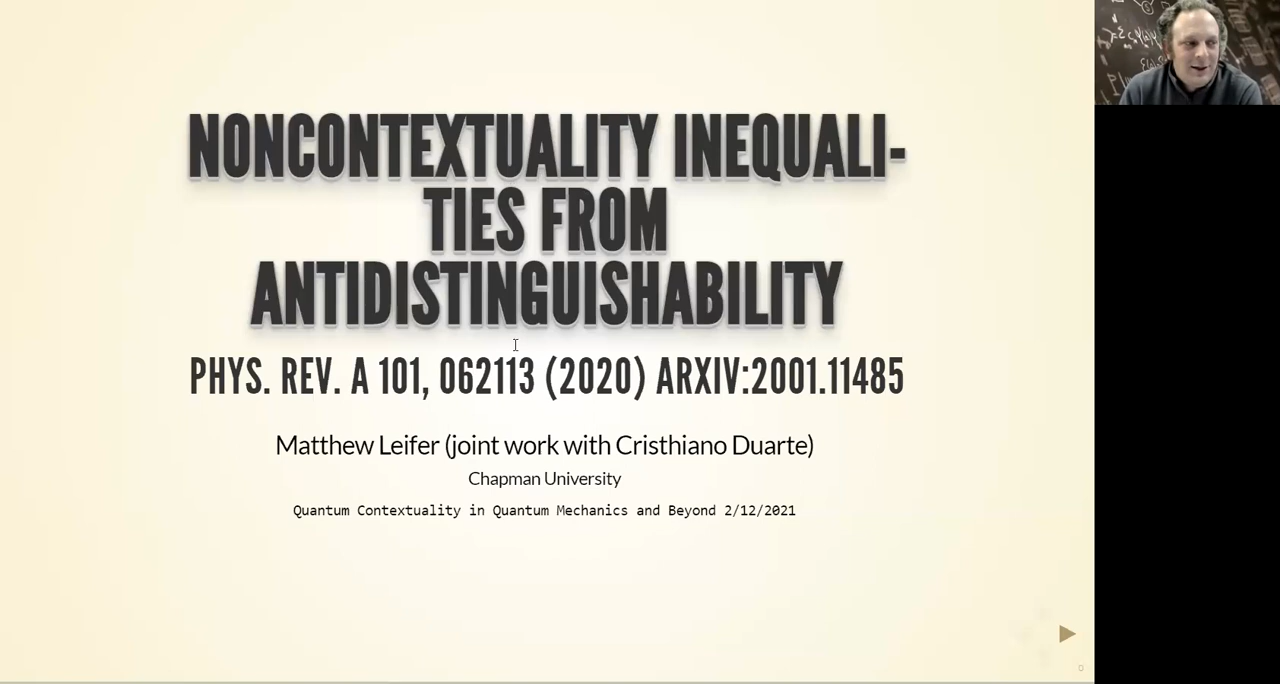 NONCONTEXTUALITY INEQUALI-
TIES FROM
ANTIDISTINGUISHABILITY
PHYS. REV. A 101, 062113 (2020) ARXIV:2001.11485
Matthew Leifer (joint work with Cristhiano Duarte)
Chapman University
Quantum Contextuality in Quantum Mechanics and Beyond 2/12/2021
0